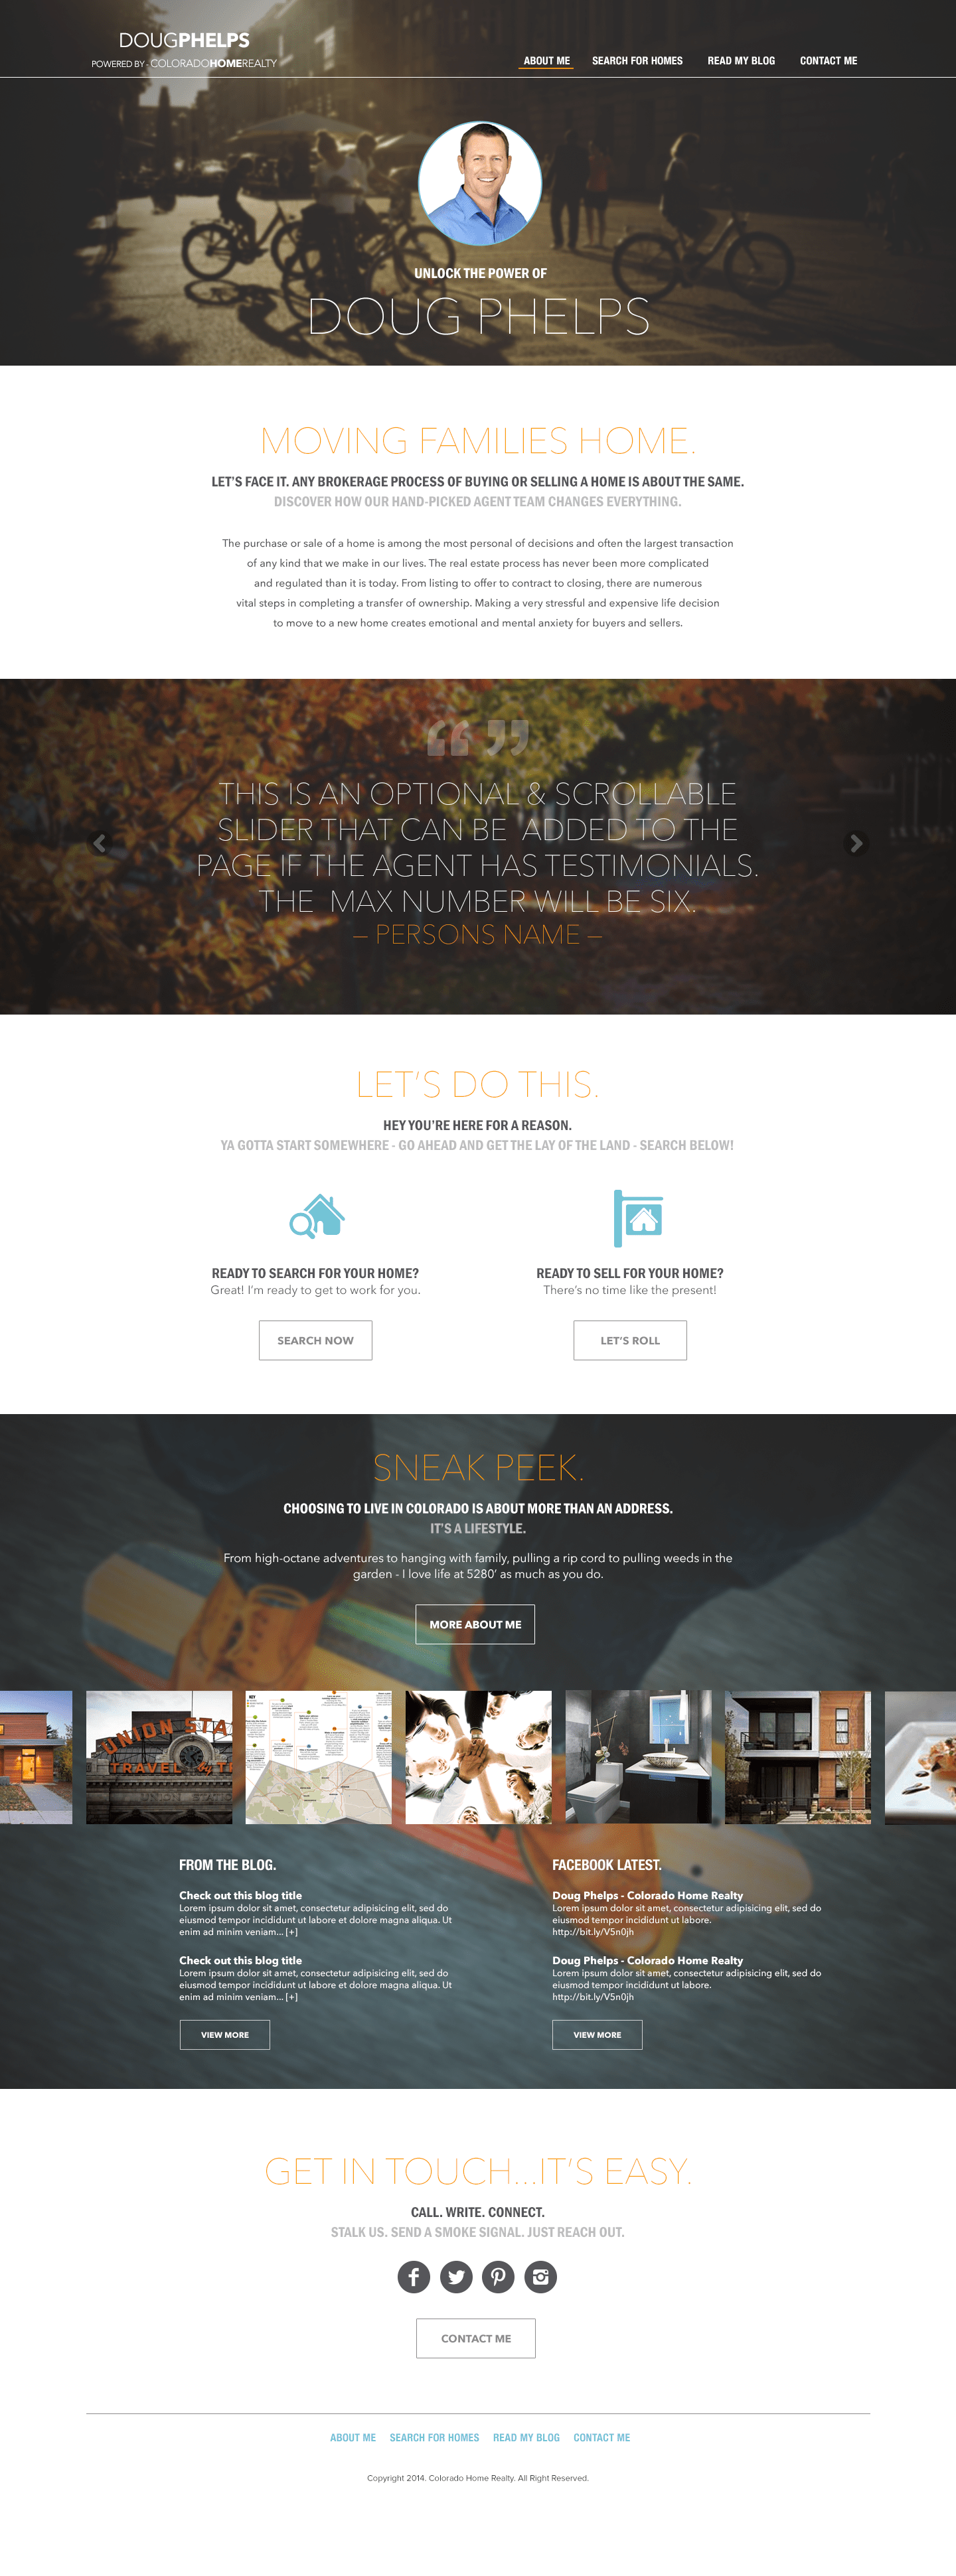 DOUGPHELPS
POWERED BY - COLORADOHOMEREALTY
ABOUT ME SEARCH FOR HOMES READ MY BLOG CONTACT ME
UNLOCK THE POWER OF
DOUG PHELPS
MOVING FAMILIES HOME.
LET'S FACE IT. ANY BROKERAGE PROCESS OF BUYING OR SELLING A HOME IS ABOUT THE SAME.
DISCOVER HOW OUR HAND-PICKED AGENT TEAM CHANGES EVERYTHING.
The purchase or sale of a home is among the most personal of decisions and often the largest transaction
of any kind that we make in our lives. The real estate process has never been more complicated
and regulated than it is today. From listing to offer to contract to closing, there are numerous
vital steps in completing a transfer of ownership. Making a very stressful and expensive life decision
to move to a new home creates emotional and mental anxiety for buyers and sellers.
“ ”
THIS IS AN OPTIONAL & SCROLLABLE
SLIDER THAT CAN BE ADDED TO THE
PAGE IF THE AGENT HAS TESTIMONIALS.
THE MAX NUMBER WILL BE SIX.
– PERSONS NAME –
LET'S DO THIS.
HEY YOU'RE HERE FOR A REASON.
YA GOTTA START SOMEWHERE - GO AHEAD AND GET THE LAY OF THE LAND - SEARCH BELOW!
READY TO SEARCH FOR YOUR HOME?
Great! I'm ready to get to work for you.
SEARCH NOW
READY TO SELL FOR YOUR HOME?
There's no time like the present!
LET'S ROLL
SNEAK PEEK.
CHOOSING TO LIVE IN COLORADO IS ABOUT MORE THAN AN ADDRESS.
IT'S A LIFESTYLE.
From high-octane adventures to hanging with family, pulling a rip cord to pulling weeds in the
garden - I love life at 5280' as much as you do.
MORE ABOUT ME
UNION STA
TRAVEL by TR
UNION STATI
KEY
FROM THE BLOG.
Check out this blog title
Lorem ipsum dolor sit amet, consectetur adipisicing elit, sed do
eiusmod tempor incididunt ut labore et dolore magna aliqua. Ut
enim ad minim veniam... [+]
Check out this blog title
Lorem ipsum dolor sit amet, consectetur adipisicing elit, sed do
eiusmod tempor incididunt ut labore et dolore magna aliqua. Ut
enim ad minim veniam... [+]
VIEW MORE
FACEBOOK LATEST.
Doug Phelps - Colorado Home Realty
Lorem ipsum dolor sit amet, consectetur adipisicing elit, sed do
eiusmod tempor incididunt ut labore.
http://bit.ly/V5n0jh
Doug Phelps - Colorado Home Realty
Lorem ipsum dolor sit amet, consectetur adipisicing elit, sed do
eiusmod tempor incididunt ut labore.
http://bit.ly/V5n0jh
VIEW MORE
GET IN TOUCH...IT'S EASY.
CALL. WRITE. CONNECT.
STALK US. SEND A SMOKE SIGNAL. JUST REACH OUT.
CONTACT ME
ABOUT ME SEARCH FOR HOMES READ MY BLOG CONTACT ME
Copyright 2014. Colorado Home Realty. All Right Reserved.